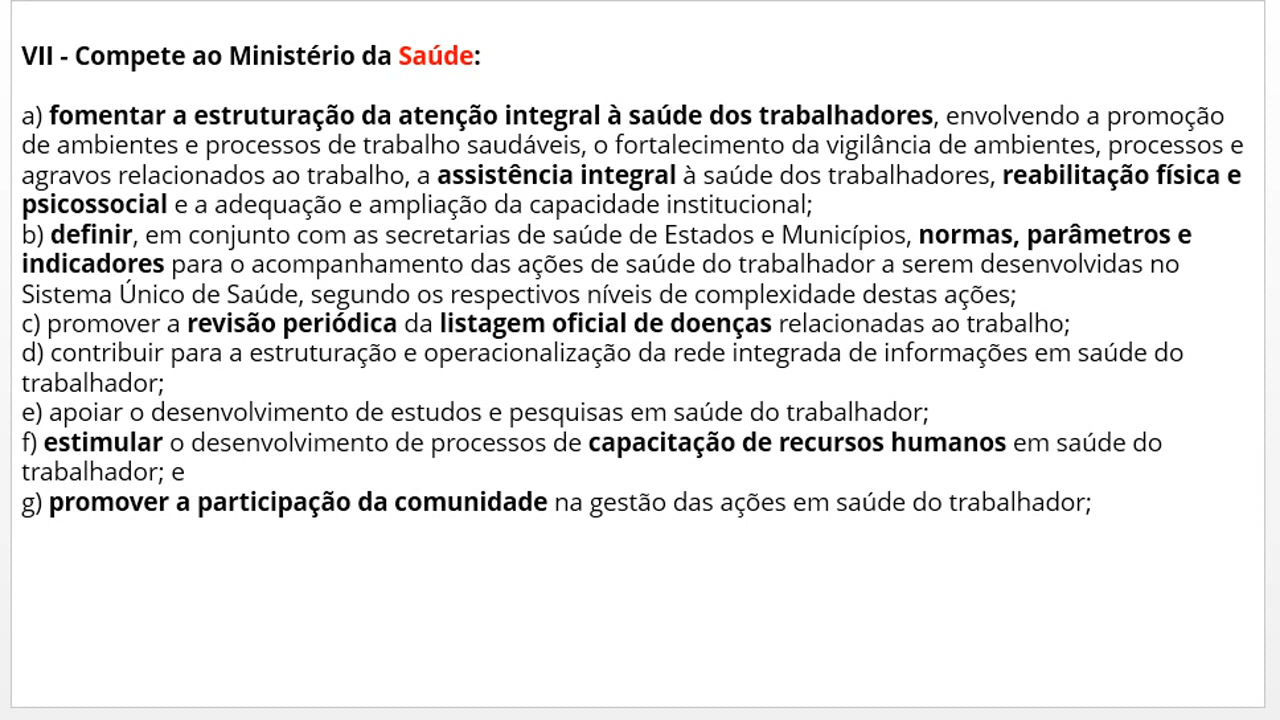 VII - Compete ao Ministério da Saúde:
a) fomentar a estruturação da atenção integral à saúde dos trabalhadores, envolvendo a promoção
de ambientes e processos de trabalho saudáveis, o fortalecimento da vigilância de ambientes, processos e
agravos relacionados ao trabalho, a assistência integral à saúde dos trabalhadores, reabilitação física e
psicossocial e a adequação e ampliação da capacidade institucional;
b) definir, em conjunto com as secretarias de saúde de Estados e Municípios, normas, parâmetros e
indicadores para o acompanhamento das ações de saúde do trabalhador a serem desenvolvidas no
Sistema Único de Saúde, segundo os respectivos níveis de complexidade destas ações;
c) promover a revisão periódica da listagem oficial de doenças relacionadas ao trabalho;
d) contribuir para a estruturação e operacionalização da rede integrada de informações em saúde do
trabalhador;
e) apoiar o desenvolvimento de estudos e pesquisas em saúde do trabalhador;
f) estimular o desenvolvimento de processos de capacitação de recursos humanos em saúde do
trabalhador; e
g) promover a participação da comunidade na gestão das ações em saúde do trabalhador;